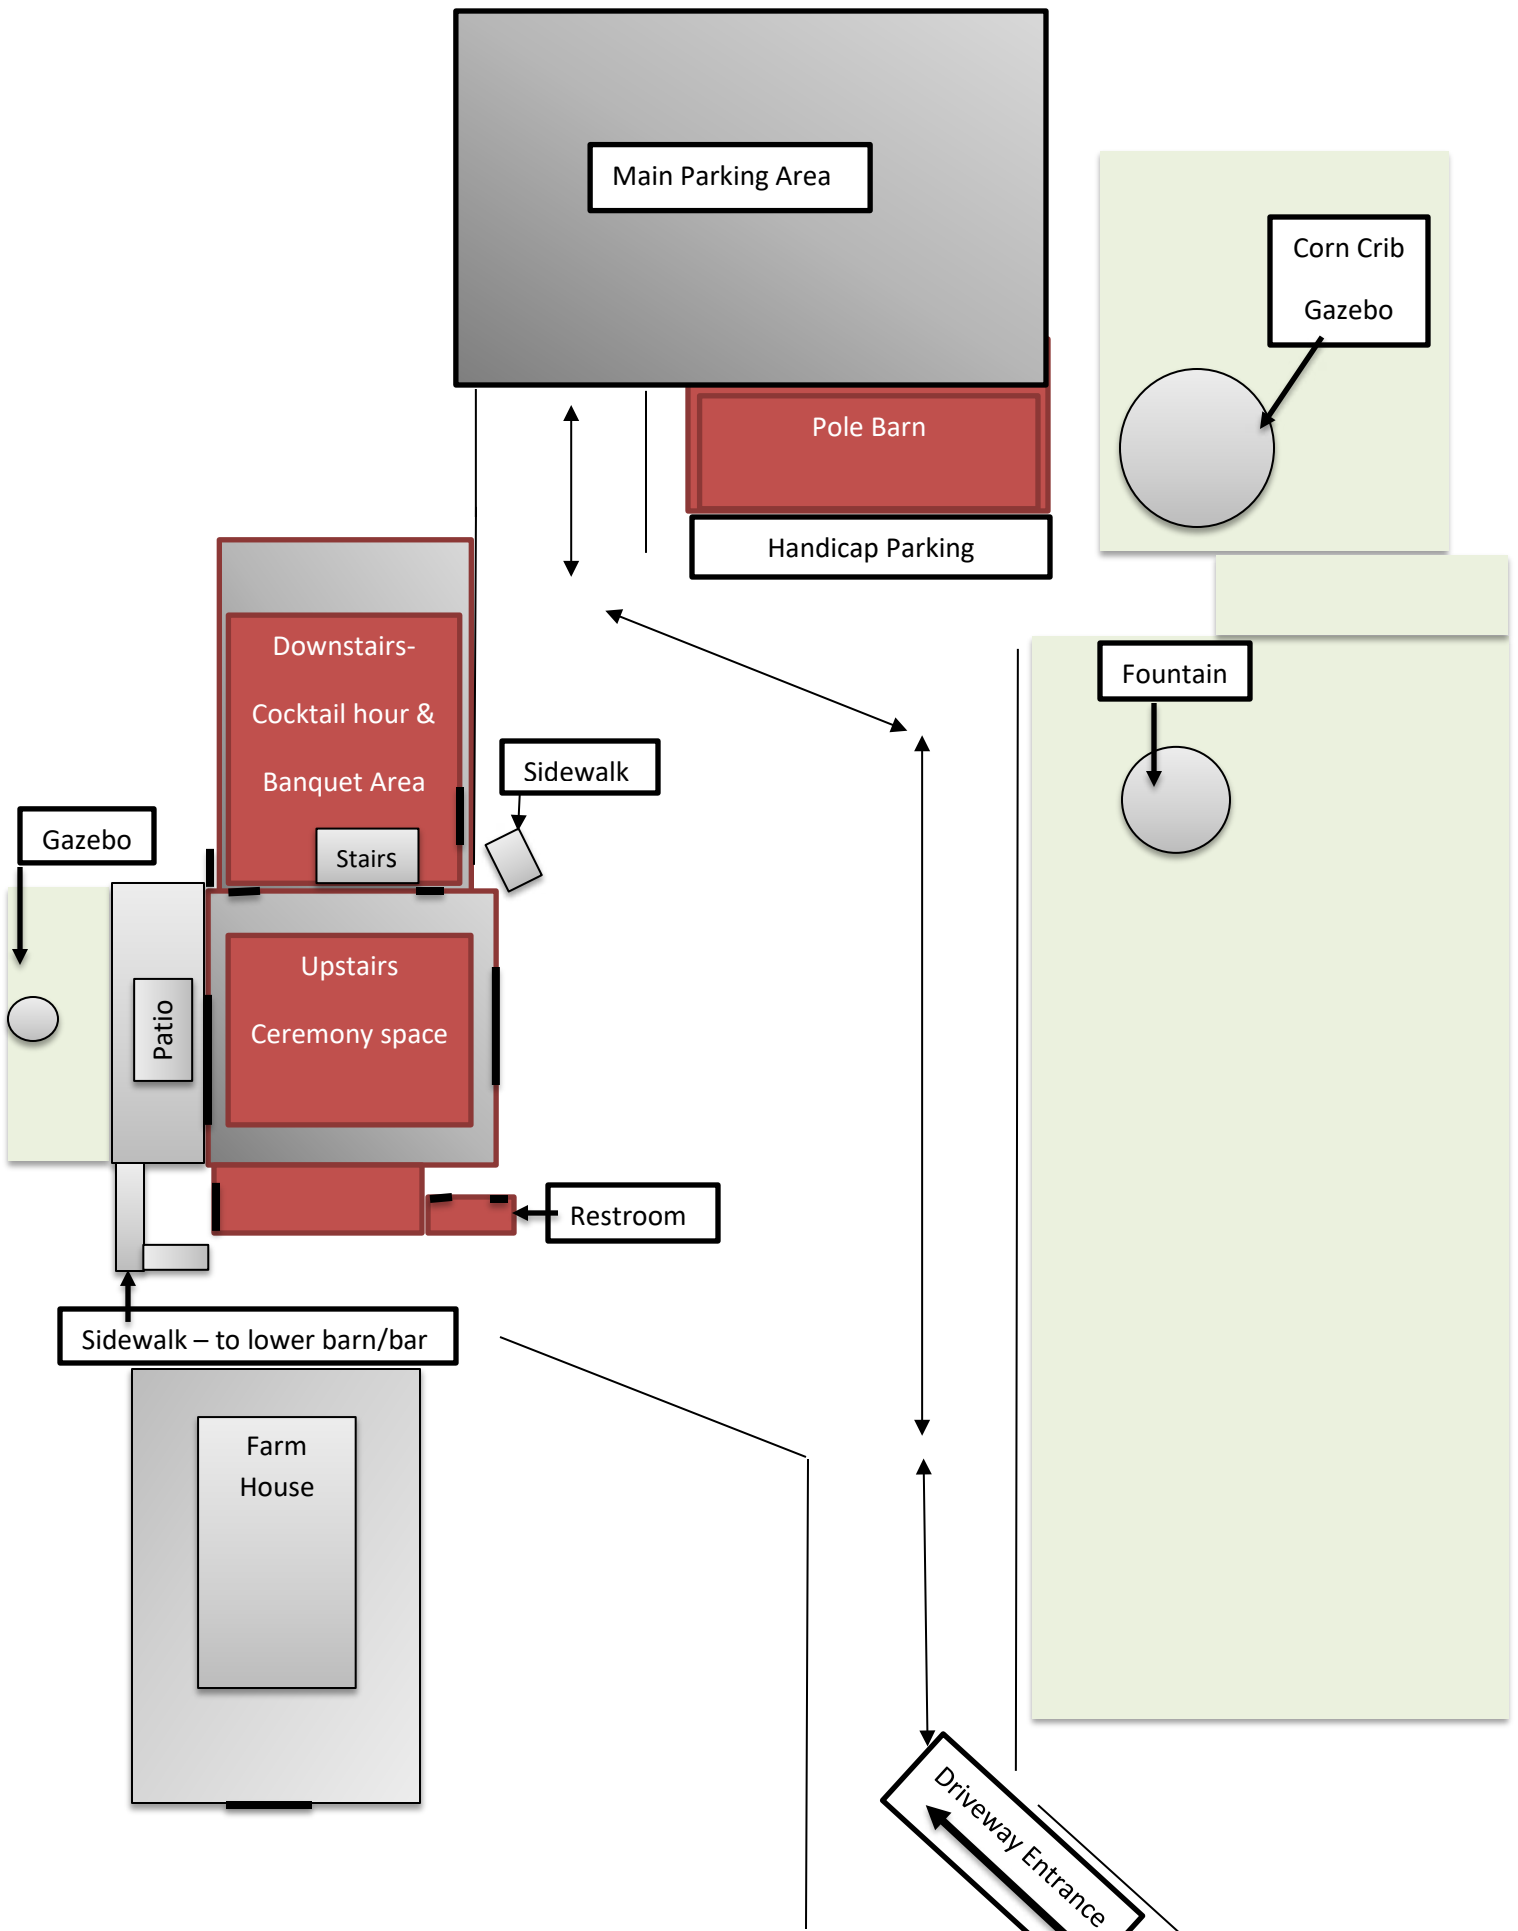 Main Parking Area
Corn Crib
Gazebo
Pole Barn
Handicap Parking
Downstairs-
Cocktail hour &
Banquet Area
Fountain
Sidewalk
Gazebo
Stairs
Upstairs
Ceremony space
Patio
Restroom
Sidewalk – to lower barn/bar
Farm
House
Driveway Entrance